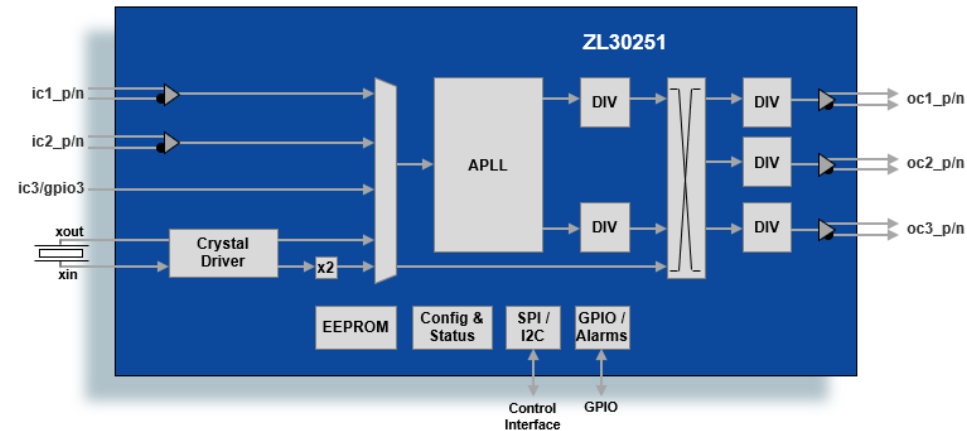 ZL30251
ic1_p/n
DIV
DIV
oc1_p/n
ic2_p/n
APLL
DIV
oc2_p/n
ic3/gpio3
xout
Crystal
Driver
DIV
DIV
oc3_p/n
xin
x2
EEPROM
Config &
Status
SPI /
I2C
GPIO /
Alarms
Control
Interface
GPIO